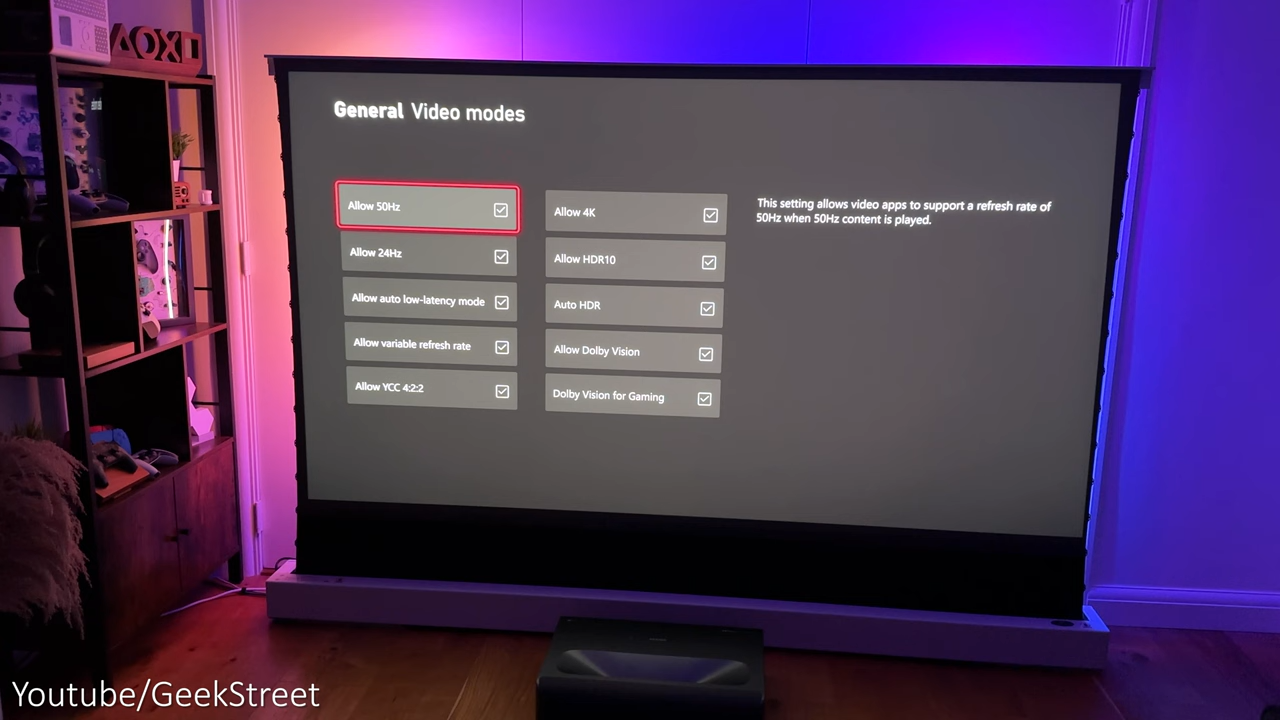 General Video modes
Allow 50Hz
Allow 24Hz
Allow auto low-latency mode
Allow variable refresh rate
Allow YCC 4:2:2
Allow 4K
Allow HDR10
Auto HDR
Allow Dolby Vision
Dolby Vision for Gaming
This setting allows video apps to support a refresh rate of
50Hz when 50Hz content is played.
Youtube/GeekStreet